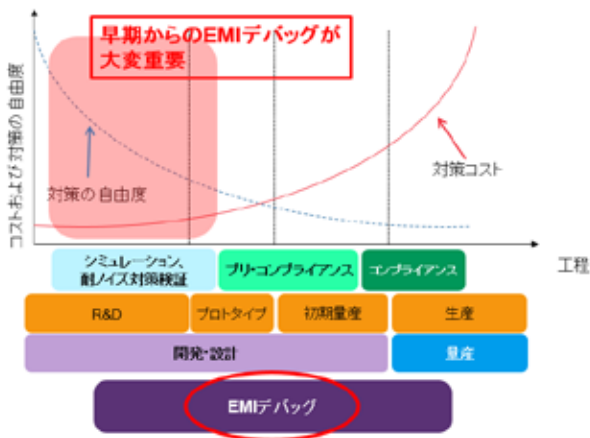 早期からのEMIデバッグが
大変重要
コストおよび対策の自由度
対策の自由度
対策コスト
工程
シミュレーション、
耐ノイズ対策検証
プリ・コンプライアンス
コンプライアンス
R&D
プロトタイプ
初期量産
生産
開発・設計
量産
EMIデバッグ